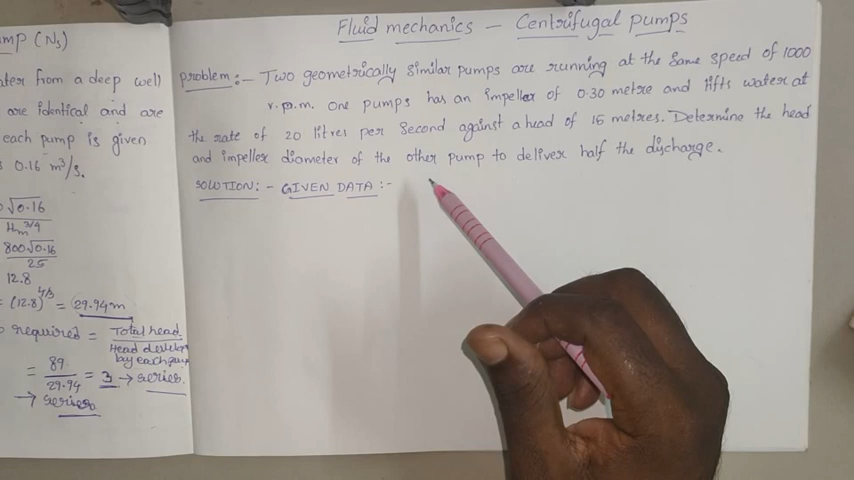 Fluid mechanics - Centrifugal pumps
problem:- Two geometrically similar pumps are running at the same speed of 1000
r.p.m. One pumps has an impeller of 0.30 metre and lifts water at
the rate of 20 litres per second against a head of 15 metres. Determine the head
and impeller diameter of the other pump to deliver half the discharge.
SOLUTION:- GIVEN DATA:-
(Ns)
from a deep well
are identical and are
each pump is given
0.16 m³/s.
√0.16
Hm^3/4
800√0.16
25
12.8
= (12.8)^4/3 = 29.94m
required = Total head
Head develop
by each pump
= 89 / 29.94 = 3 → series.
→ series